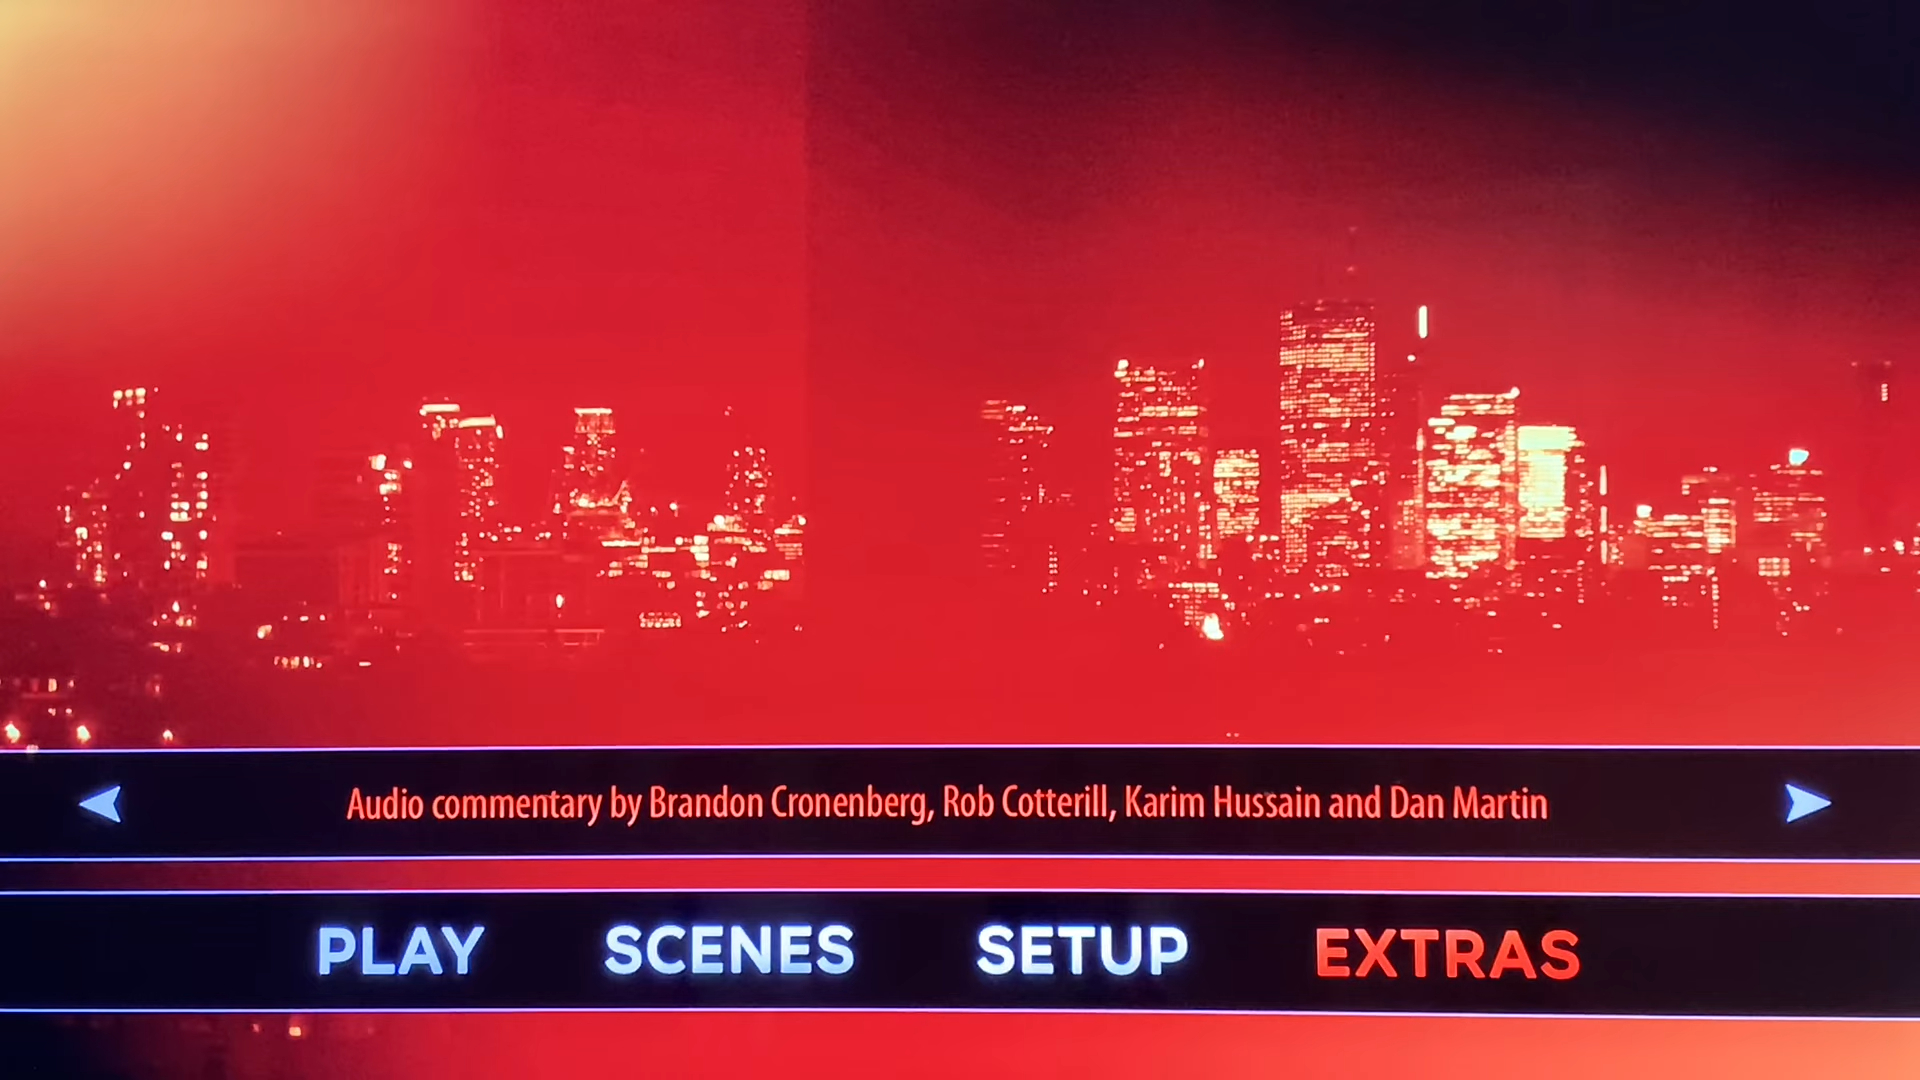 Audio commentary by Brandon Cronenberg, Rob Cotterill, Karim Hussain and Dan Martin
PLAY SCENES SETUP EXTRAS